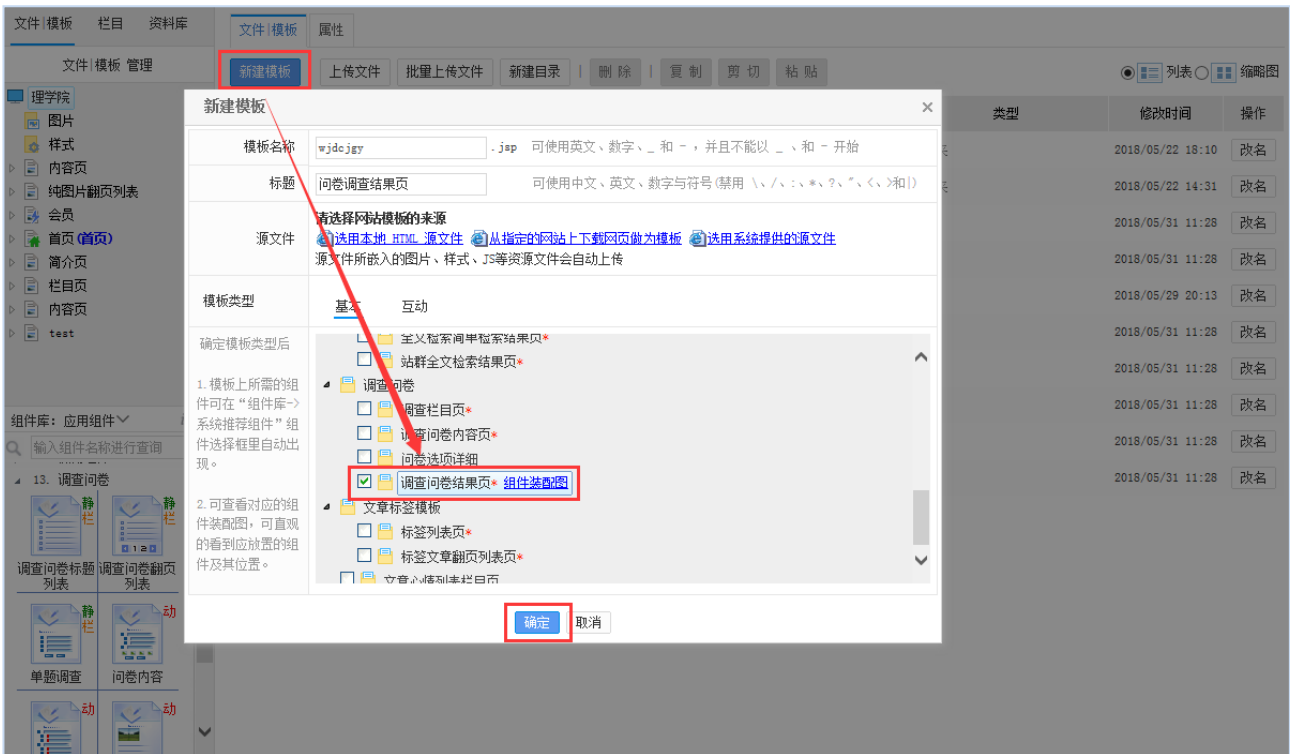 文件|模板 栏目 资料库
文件|模板 属性
文件|模板 管理
新建模板 上传文件 批量上传文件 新建目录 | 删 除 | 复 制 剪 切 粘 贴 列表 缩略图
理学院
图片
样式
内容页
纯图片翻页列表
会员
首页(首页)
简介页
栏目页
内容页
test
组件库: 应用组件
输入组件名称进行查询
13. 调查问卷
静
栏
静
栏
调查问卷标题列表
调查问卷翻页列表
静
栏
动
单题调查
问卷内容
动
动
新建模板 ×
模板名称 wjdcjgy .jsp 可使用英文、数字、_ 和 - ，并且不能以 _ 、和 - 开始
标题 问卷调查结果页 可使用中文、英文、数字与符号(禁用 \、/、:、*、?、"、<、>和|)
请选择网站模板的来源
源文件 选用本地 HTML 源文件 从指定的网站上下载网页做为模板 选用系统提供的源文件
源文件所嵌入的图片、样式、JS等资源文件会自动上传
模板类型 基本 互动
确定模板类型后
1.模板上所需的组
件可在“组件库->
系统推荐组件”组
件选择框里自动出
现。
2.可查看对应的组
件装配图，可直观
的看到应放置的组
件及其位置。
全文检索简单检索结果页*
站群全文检索结果页*
调查问卷
调查栏目页*
调查问卷内容页*
问卷选项详细
调查问卷结果页* 组件装配图
文章标签模板
标签列表页*
标签文章翻页列表页*
文章心情列表栏目页
确定 取消
类型 修改时间 操作
2018/05/22 18:10 改名
2018/05/22 14:31 改名
2018/05/31 11:28 改名
2018/05/31 11:28 改名
2018/05/29 20:13 改名
2018/05/31 11:28 改名
2018/05/31 11:28 改名
2018/05/31 11:28 改名
2018/05/31 11:28 改名
2018/05/31 11:28 改名